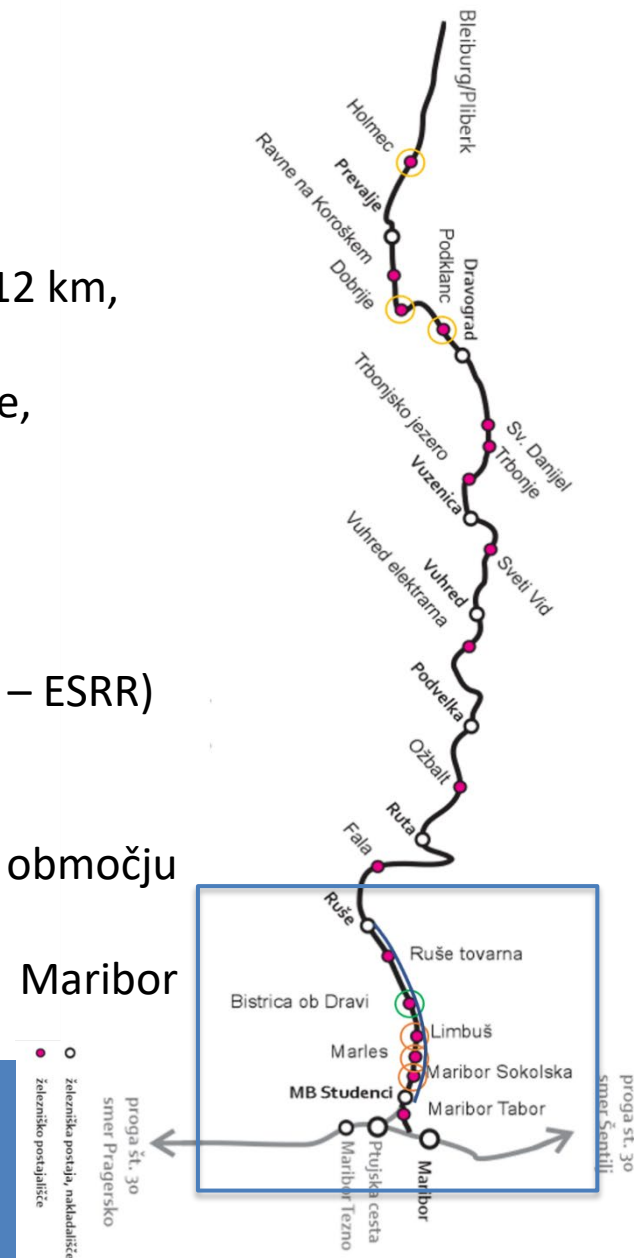 Bleiburg/Pliberk
Holmec
Prevalje
Ravne na Koroškem
12 km,
Dobrije
Podklanc
Dravograd
e,
Trbonjsko jezero
Sv. Danijel
Trbonje
Vuzenica
Vuhred elektrarna
Vuhred
Sveti Vid
– ESRR)
Podvelka
Ožbalt
Ruta
Fala
območju
Ruše
Ruše tovarna
Maribor
Bistrica ob Dravi
Limbuš
Marles
Maribor Sokolska
MB Studenci
Maribor Tabor
železniška postaja, nakladališče
železniško postajališče
proga št. 30
smer Pragersko
Maribor Tezno
Ptujska cesta
Maribor
proga st. 30
smer Šentilj